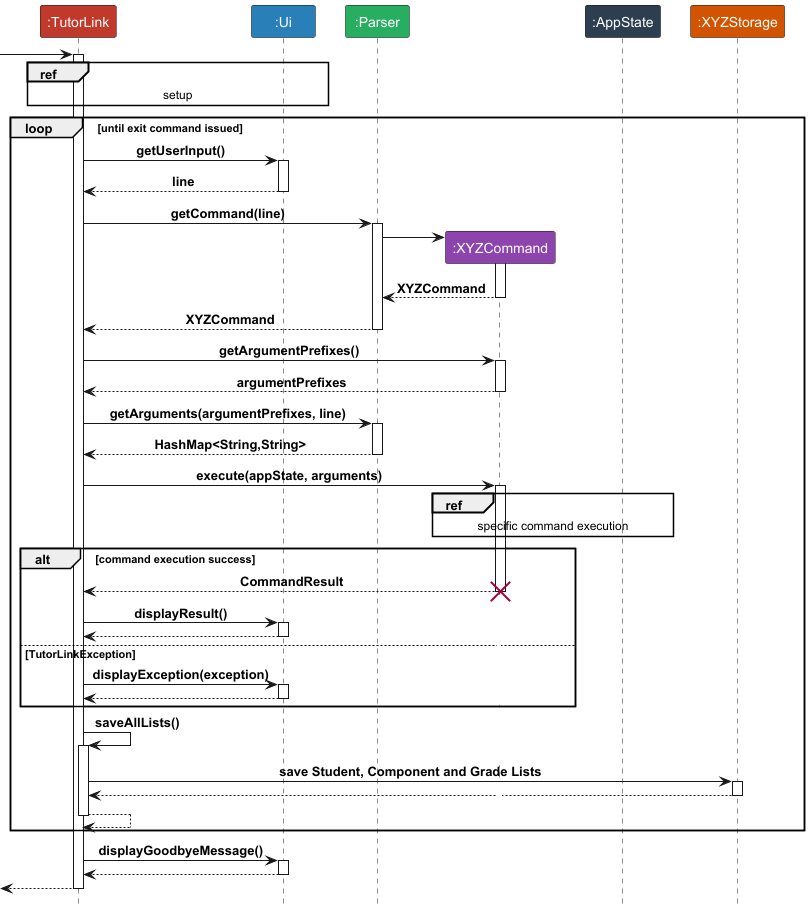 :TutorLink
:Ui
:Parser
:AppState
:XYZStorage
ref
setup
loop
[until exit command issued]
getUserInput()
line
getCommand(line)
:XYZCommand
XYZCommand
XYZCommand
getArgumentPrefixes()
argumentPrefixes
getArguments(argumentPrefixes, line)
HashMap<String,String>
execute(appState, arguments)
ref
specific command execution
alt
[command execution success]
CommandResult
displayResult()
[TutorLinkException]
displayException(exception)
saveAllLists()
save Student, Component and Grade Lists
displayGoodbyeMessage()